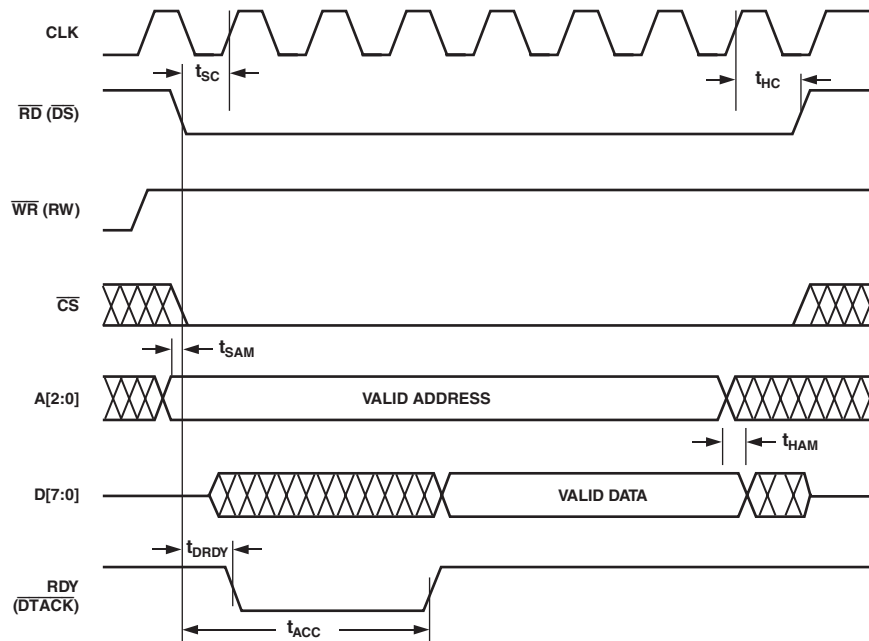 CLK
tSC
tHC
RD (DS)
WR (RW)
CS
tSAM
A[2:0]
VALID ADDRESS
tHAM
D[7:0]
VALID DATA
tDRDY
RDY
(DTACK)
tACC